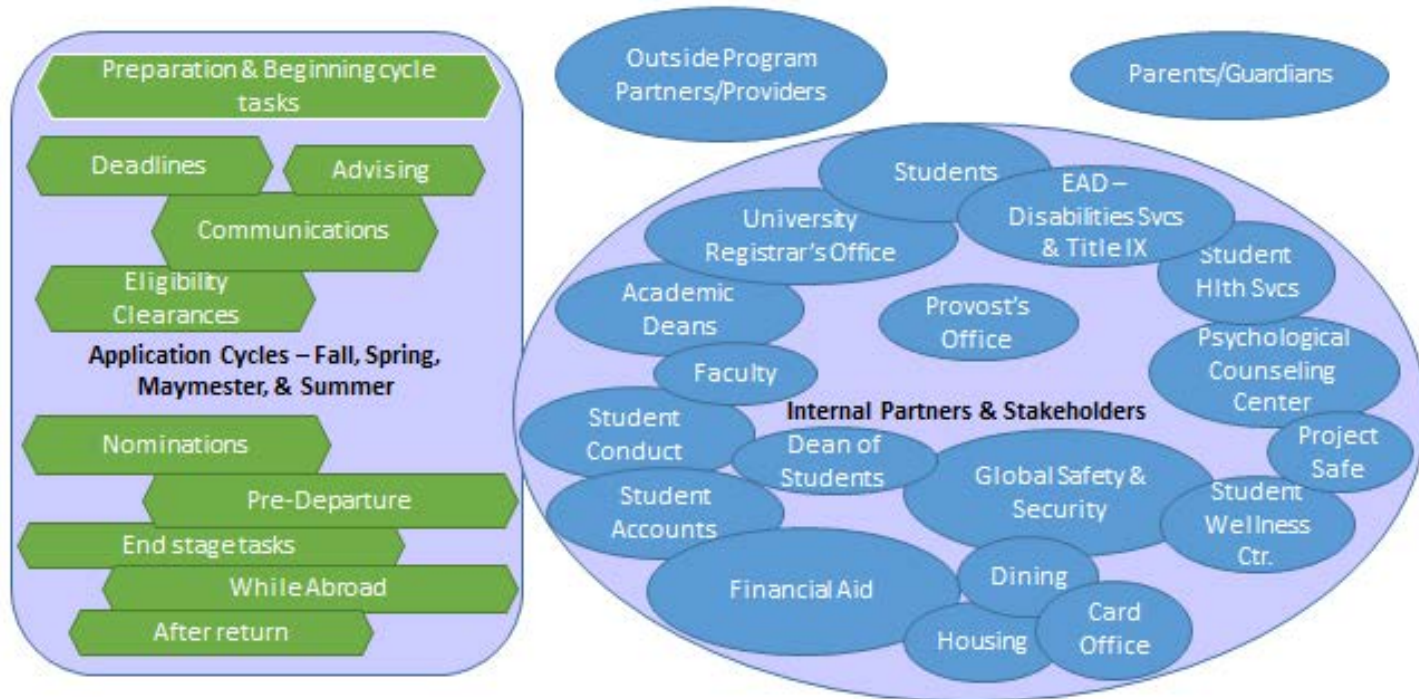 Preparation & Beginning cycle
tasks
Deadlines
Advising
Communications
Eligibility
Clearances
Application Cycles – Fall, Spring,
Maymester, & Summer
Nominations
Pre-Departure
End stage tasks
While Abroad
After return
Outside Program
Partners/Providers
Parents/Guardians
Students
EAD –
Disabilities Svcs
& Title IX
University
Registrar's Office
Student
Hlth Svcs
Academic
Deans
Provost's
Office
Psychological
Counseling
Center
Faculty
Internal Partners & Stakeholders
Student
Conduct
Dean of
Students
Project
Safe
Global Safety &
Security
Student
Accounts
Student
Wellness
Ctr.
Financial Aid
Dining
Housing
Card
Office